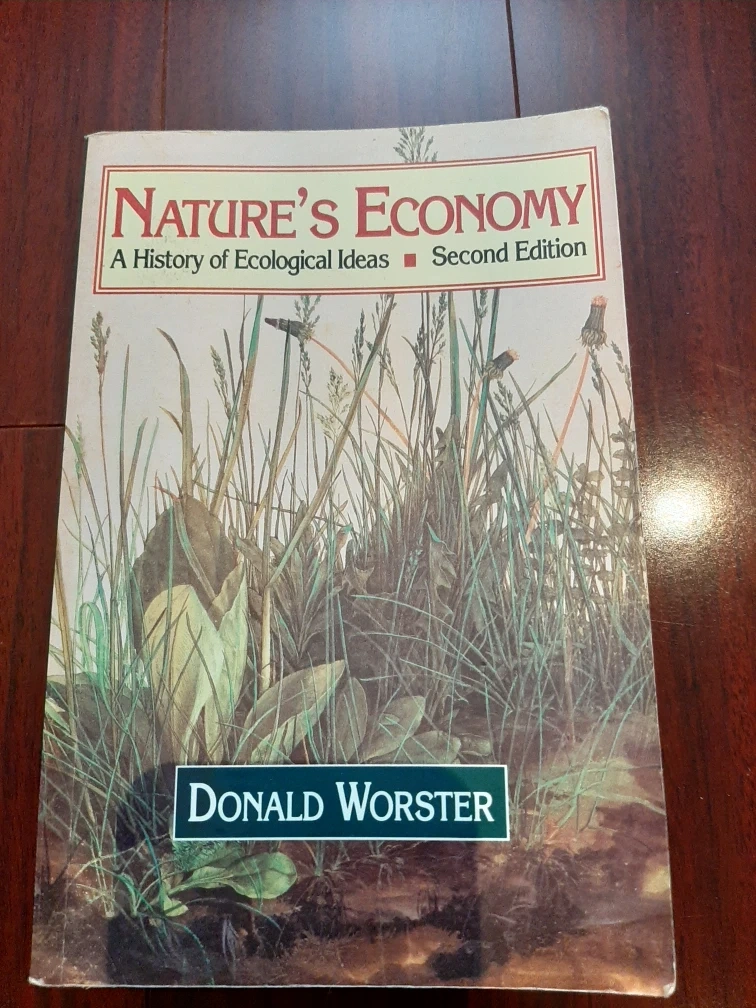 NATURE'S ECONOMY
A History of Ecological Ideas ■ Second Edition
DONALD WORSTER